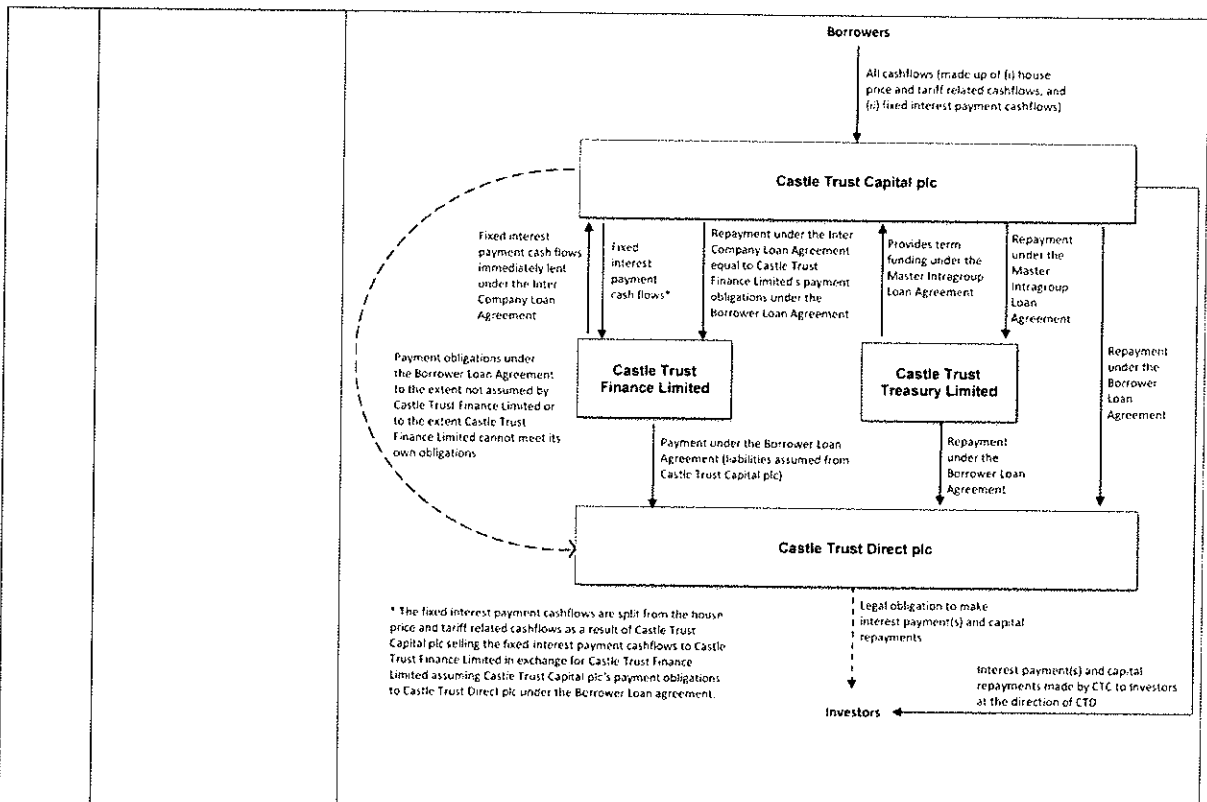 Borrowers
All cashflows (made up of (i) house
price and tariff related cashflows, and
(ii) fixed interest payment cashflows)
Castle Trust Capital plc
Fixed interest
payment cash flows
immediately lent
under the Inter
Company Loan
Agreement
Fixed
interest
payment
cash flows*
Repayment under the Inter
Company Loan Agreement
equal to Castle Trust
Finance Limited's payment
obligations under the
Borrower Loan Agreement
Provides term
funding under the
Master Intragroup
Loan Agreement
Repayment
under the
Master
Intragroup
Loan
Agreement
Repayment
under the
Borrower
Loan
Agreement
Payment obligations under
the Borrower Loan Agreement
to the extent not assumed by
Castle Trust Finance Limited or
to the extent Castle Trust
Finance Limited cannot meet its
own obligations
Castle Trust
Finance Limited
Castle Trust
Treasury Limited
Payment under the Borrower Loan
Agreement (liabilities assumed from
Castle Trust Capital plc)
Repayment
under the
Borrower Loan
Agreement
Castle Trust Direct plc
* The fixed interest payment cashflows are split from the house
price and tariff related cashflows as a result of Castle Trust
Capital plc selling the fixed interest payment cashflows to Castle
Trust Finance Limited in exchange for Castle Trust Finance
Limited assuming Castle Trust Capital plc's payment obligations
to Castle Trust Direct plc under the Borrower Loan agreement.
Legal obligation to make
interest payment(s) and capital
repayments
Interest payment(s) and capital
repayments made by CTC to Investors
at the direction of CTD
Investors